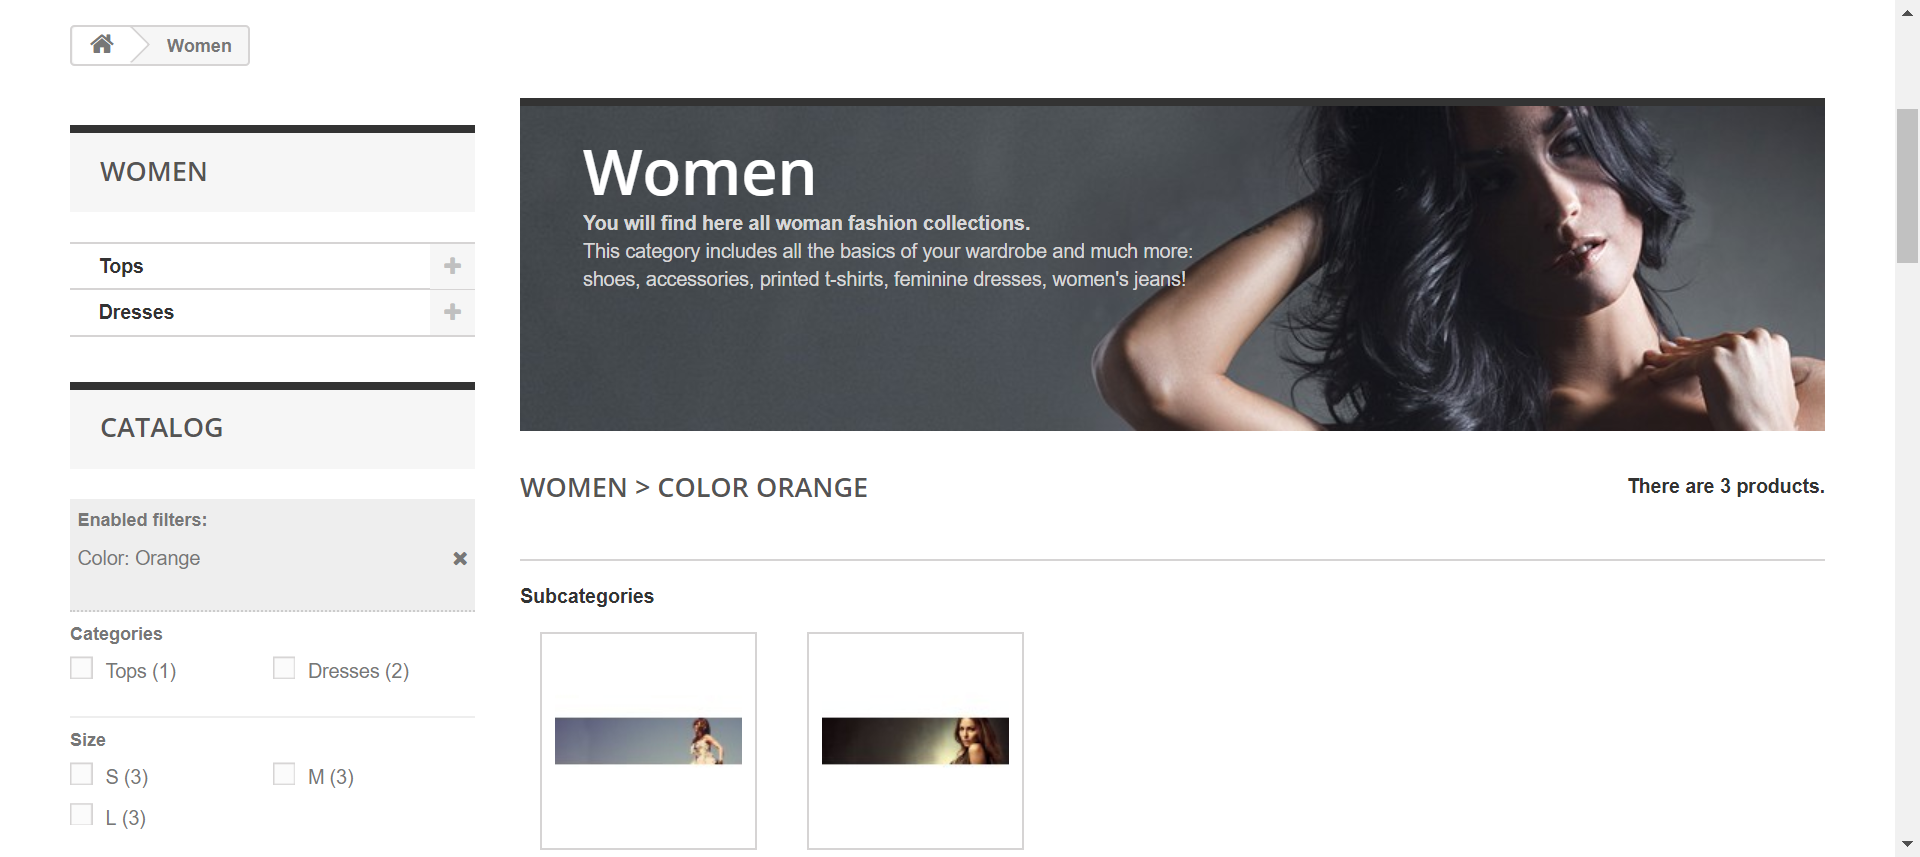 Women
WOMEN
Tops
Dresses
CATALOG
Enabled filters:
Color: Orange
Categories
Tops (1)
Dresses (2)
Size
S (3)
M (3)
L (3)
Women
You will find here all woman fashion collections.
This category includes all the basics of your wardrobe and much more:
shoes, accessories, printed t-shirts, feminine dresses, women's jeans!
WOMEN > COLOR ORANGE
There are 3 products.
Subcategories